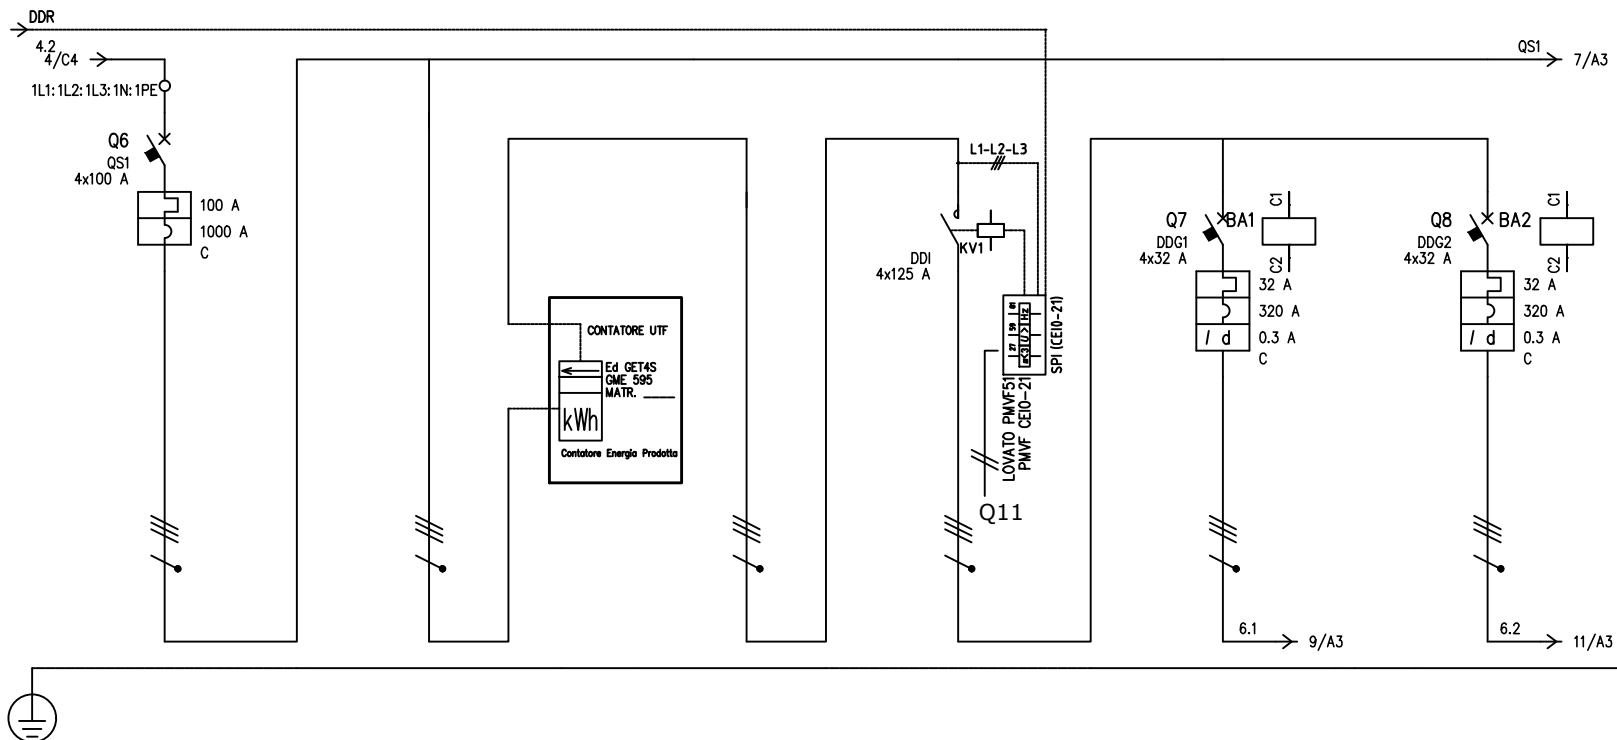 DDR
4.2
4/C4
QS1
7/A3
1L1:1L2:1L3:1N:1PE
Q6
QS1
4x100 A
100 A
1000 A
C
CONTATORE UTF
Ed GET4S
GME 595
MATR. _____
kWh
Contatore Energia Prodotta
L1-L2-L3
DDI
4x125 A
KV1
81
59
27
Hz
SPI (CEI0-21)
LOVATO PMVF51
PMVF CEI0-21
Q11
Q7
DDG1
4x32 A
BA1
C1
C2
32 A
320 A
I d
0.3 A
C
Q8
DDG2
4x32 A
BA2
C1
C2
32 A
320 A
I d
0.3 A
C
6.1
9/A3
6.2
11/A3